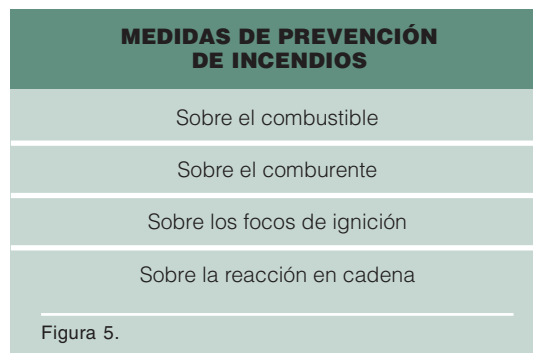 MEDIDAS DE PREVENCIÓN
DE INCENDIOS
Sobre el combustible
Sobre el comburente
Sobre los focos de ignición
Sobre la reacción en cadena
Figura 5.